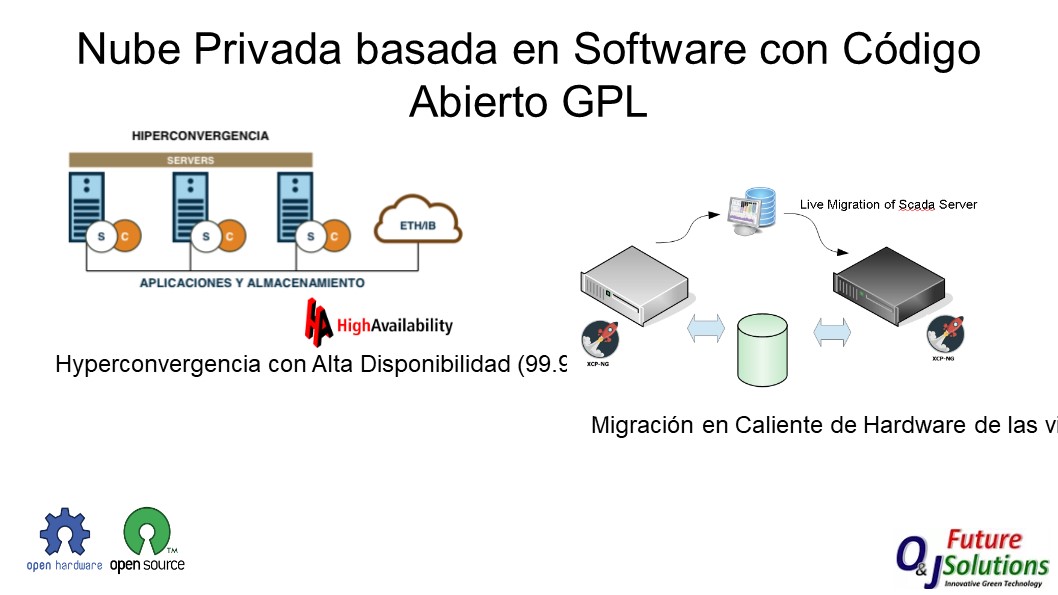 Nube Privada basada en Software con Código
Abierto GPL
HIPERCONVERGENCIA
SERVERS
S C
S C
S C
ETH/IB
APLICACIONES Y ALMACENAMIENTO
HA HighAvailability
Hyperconvergencia con Alta Disponibilidad (99.9
Live Migration of Scada Server
XCP-NG
XCP-NG
Migración en Caliente de Hardware de las vi
open hardware
open source TM
O&J Future
Solutions
Innovative Green Technology